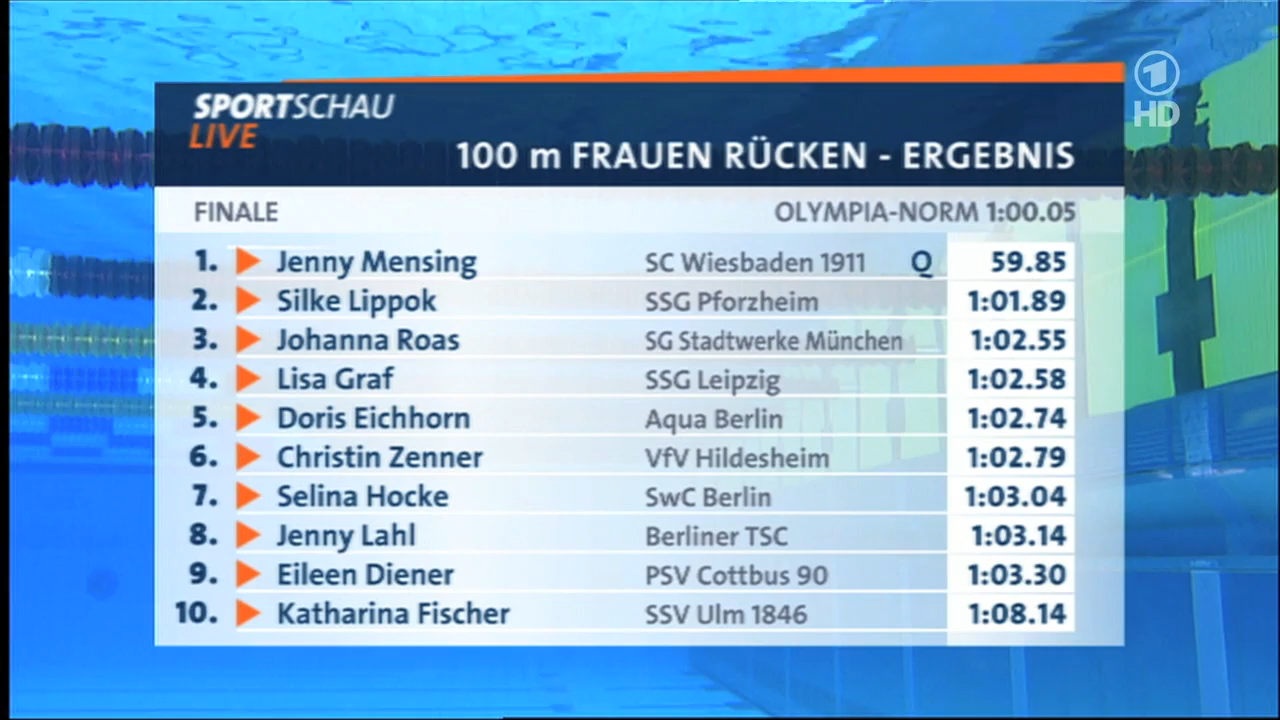 SPORTSCHAU
LIVE
1
HD
100 m FRAUEN RÜCKEN - ERGEBNIS
FINALE OLYMPIA-NORM 1:00.05
1. Jenny Mensing SC Wiesbaden 1911 Q 59.85
2. Silke Lippok SSG Pforzheim 1:01.89
3. Johanna Roas SG Stadtwerke München 1:02.55
4. Lisa Graf SSG Leipzig 1:02.58
5. Doris Eichhorn Aqua Berlin 1:02.74
6. Christin Zenner VfV Hildesheim 1:02.79
7. Selina Hocke SwC Berlin 1:03.04
8. Jenny Lahl Berliner TSC 1:03.14
9. Eileen Diener PSV Cottbus 90 1:03.30
10. Katharina Fischer SSV Ulm 1846 1:08.14